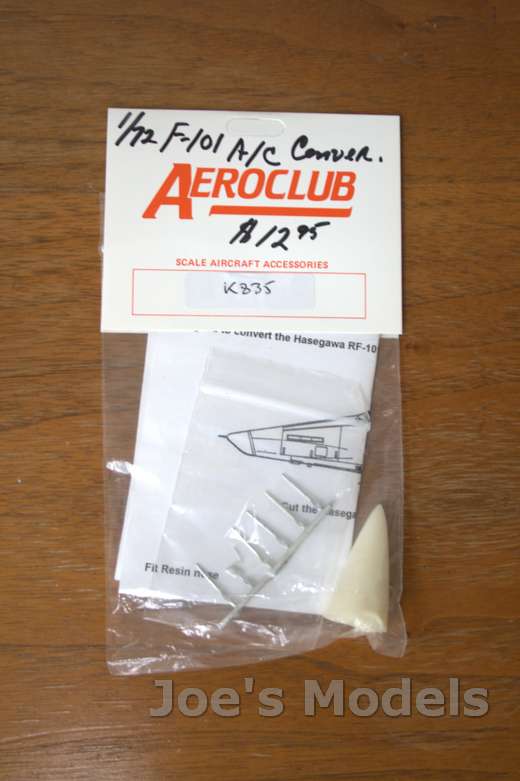 1/72 F-101 A/C Conver.
AEROCLUB
$12.95
SCALE AIRCRAFT ACCESSORIES
K835
to convert the Hasegawa RF-10
Cut the Hasega
Fit Resin nose
Joe's Models